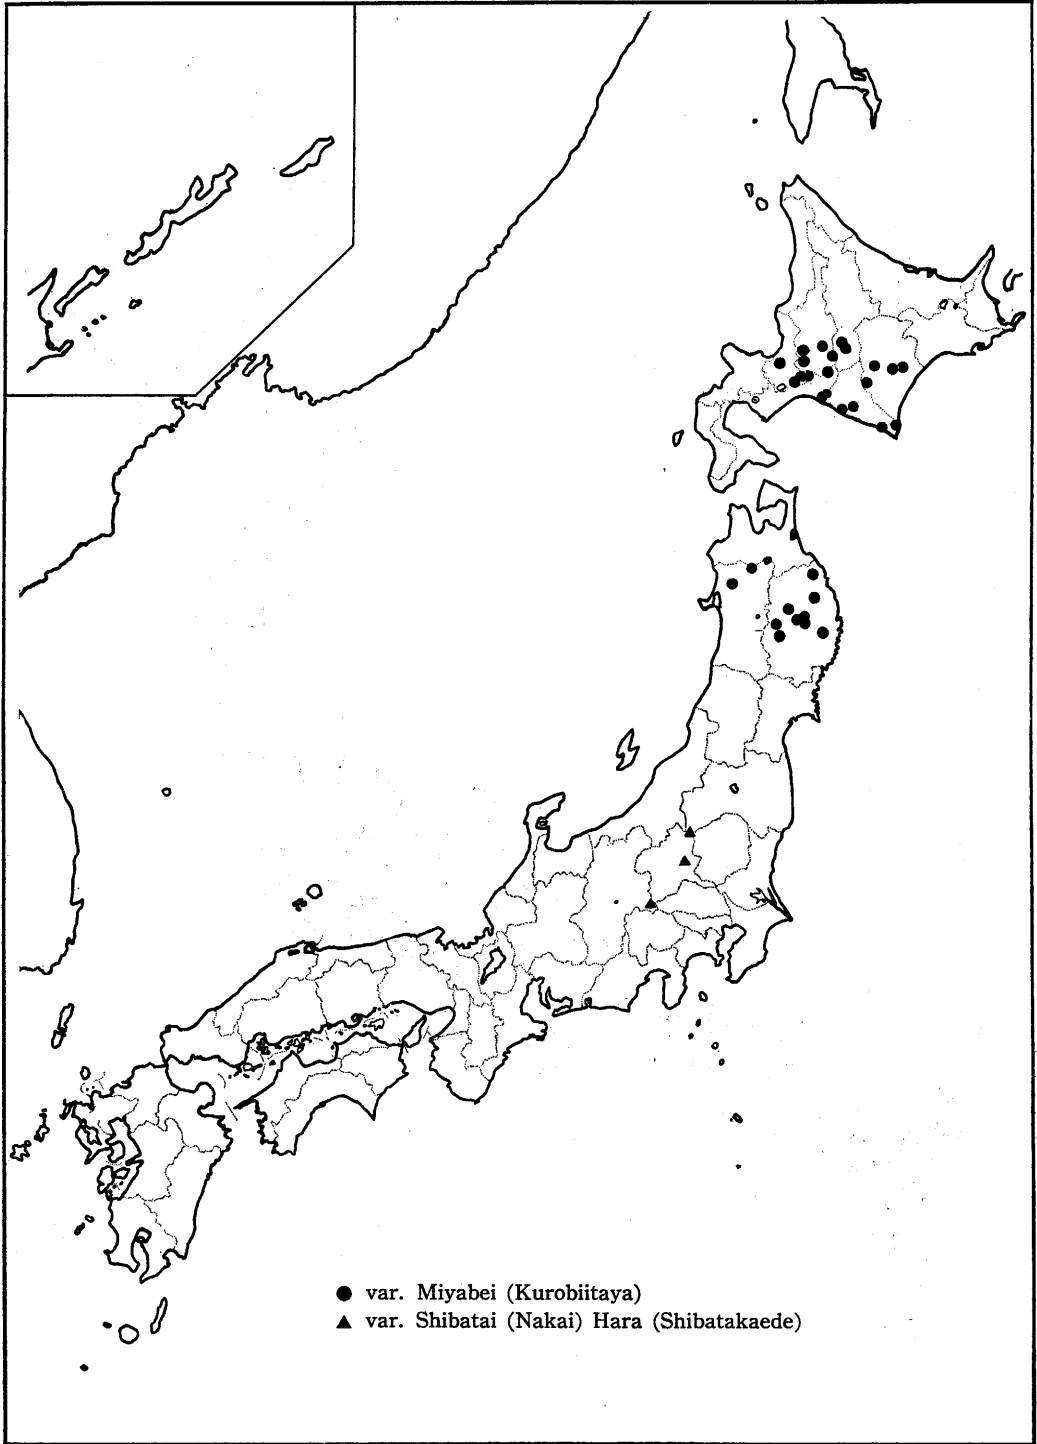 ● var. Miyabei (Kurobiitaya)
▲ var. Shibatai (Nakai) Hara (Shibatakaede)